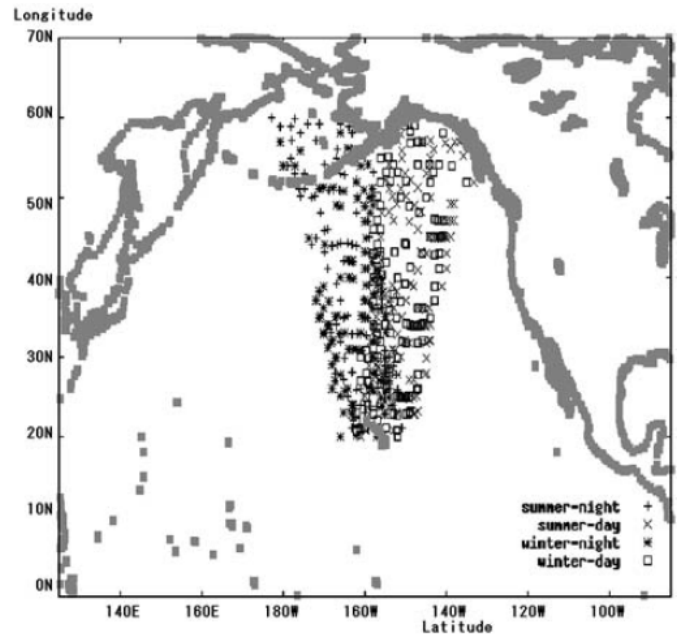 Longitude
70N
60N
50N
40N
30N
20N
10N
0N
summer-night +
summer-day ×
winter-night ✳
winter-day □
140E 160E 180W 160W 140W 120W 100W
Latitude